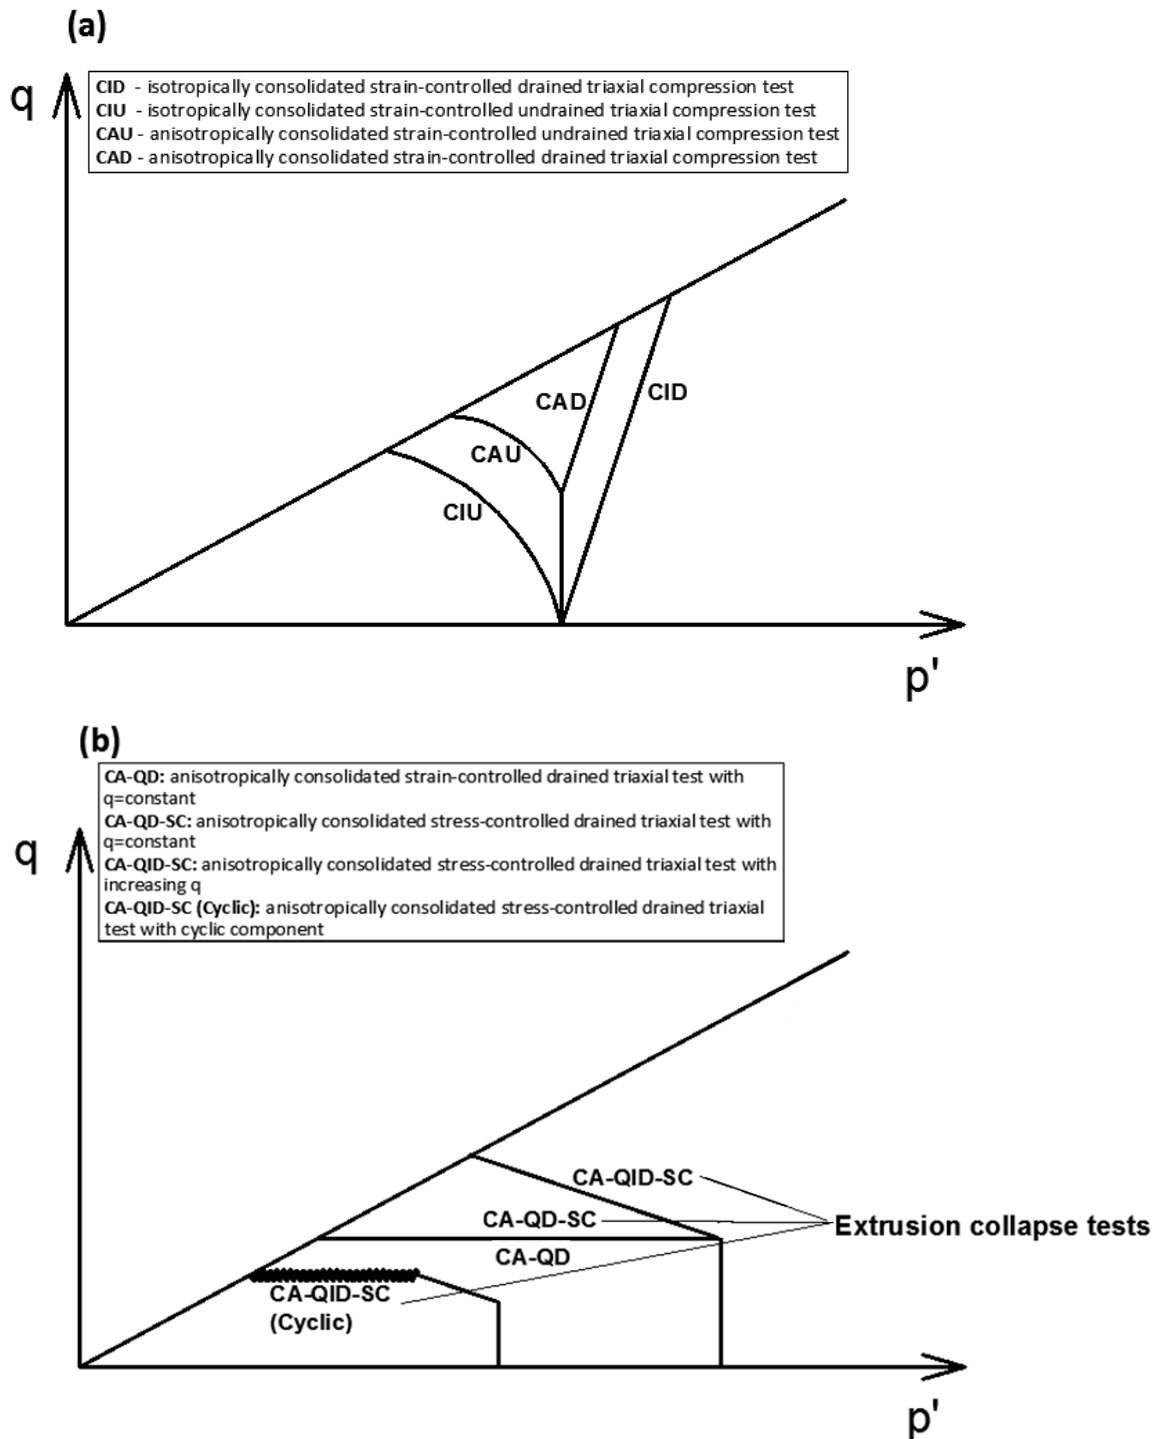 (a)
q
CID - isotropically consolidated strain-controlled drained triaxial compression test
CIU - isotropically consolidated strain-controlled undrained triaxial compression test
CAU - anisotropically consolidated strain-controlled undrained triaxial compression test
CAD - anisotropically consolidated strain-controlled drained triaxial compression test
CAD
CID
CAU
CIU
p'
(b)
q
CA-QD: anisotropically consolidated strain-controlled drained triaxial test with
q=constant
CA-QD-SC: anisotropically consolidated stress-controlled drained triaxial test with
q=constant
CA-QID-SC: anisotropically consolidated stress-controlled drained triaxial test with
increasing q
CA-QID-SC (Cyclic): anisotropically consolidated stress-controlled drained triaxial
test with cyclic component
CA-QID-SC
CA-QD-SC
Extrusion collapse tests
CA-QD
CA-QID-SC
(Cyclic)
p'